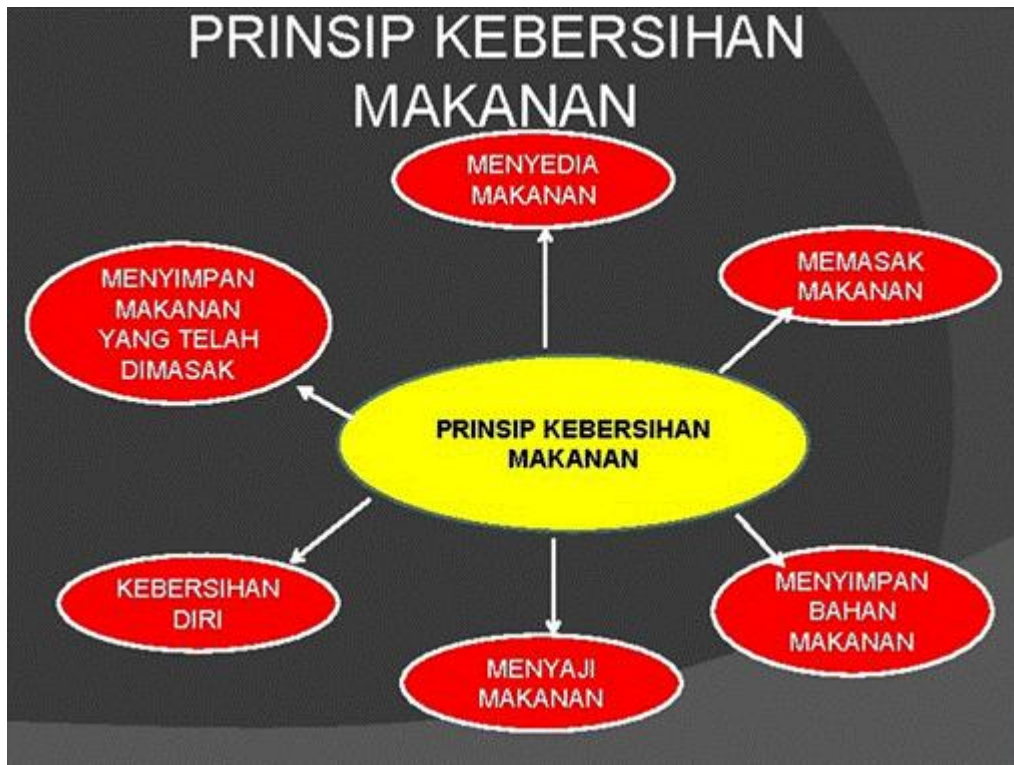 PRINSIP KEBERSIHAN
MAKANAN
MENYEDIA
MAKANAN
MEMASAK
MAKANAN
MENYIMPAN
MAKANAN
YANG TELAH
DIMASAK
PRINSIP KEBERSIHAN
MAKANAN
KEBERSIHAN
DIRI
MENYAJI
MAKANAN
MENYIMPAN
BAHAN
MAKANAN